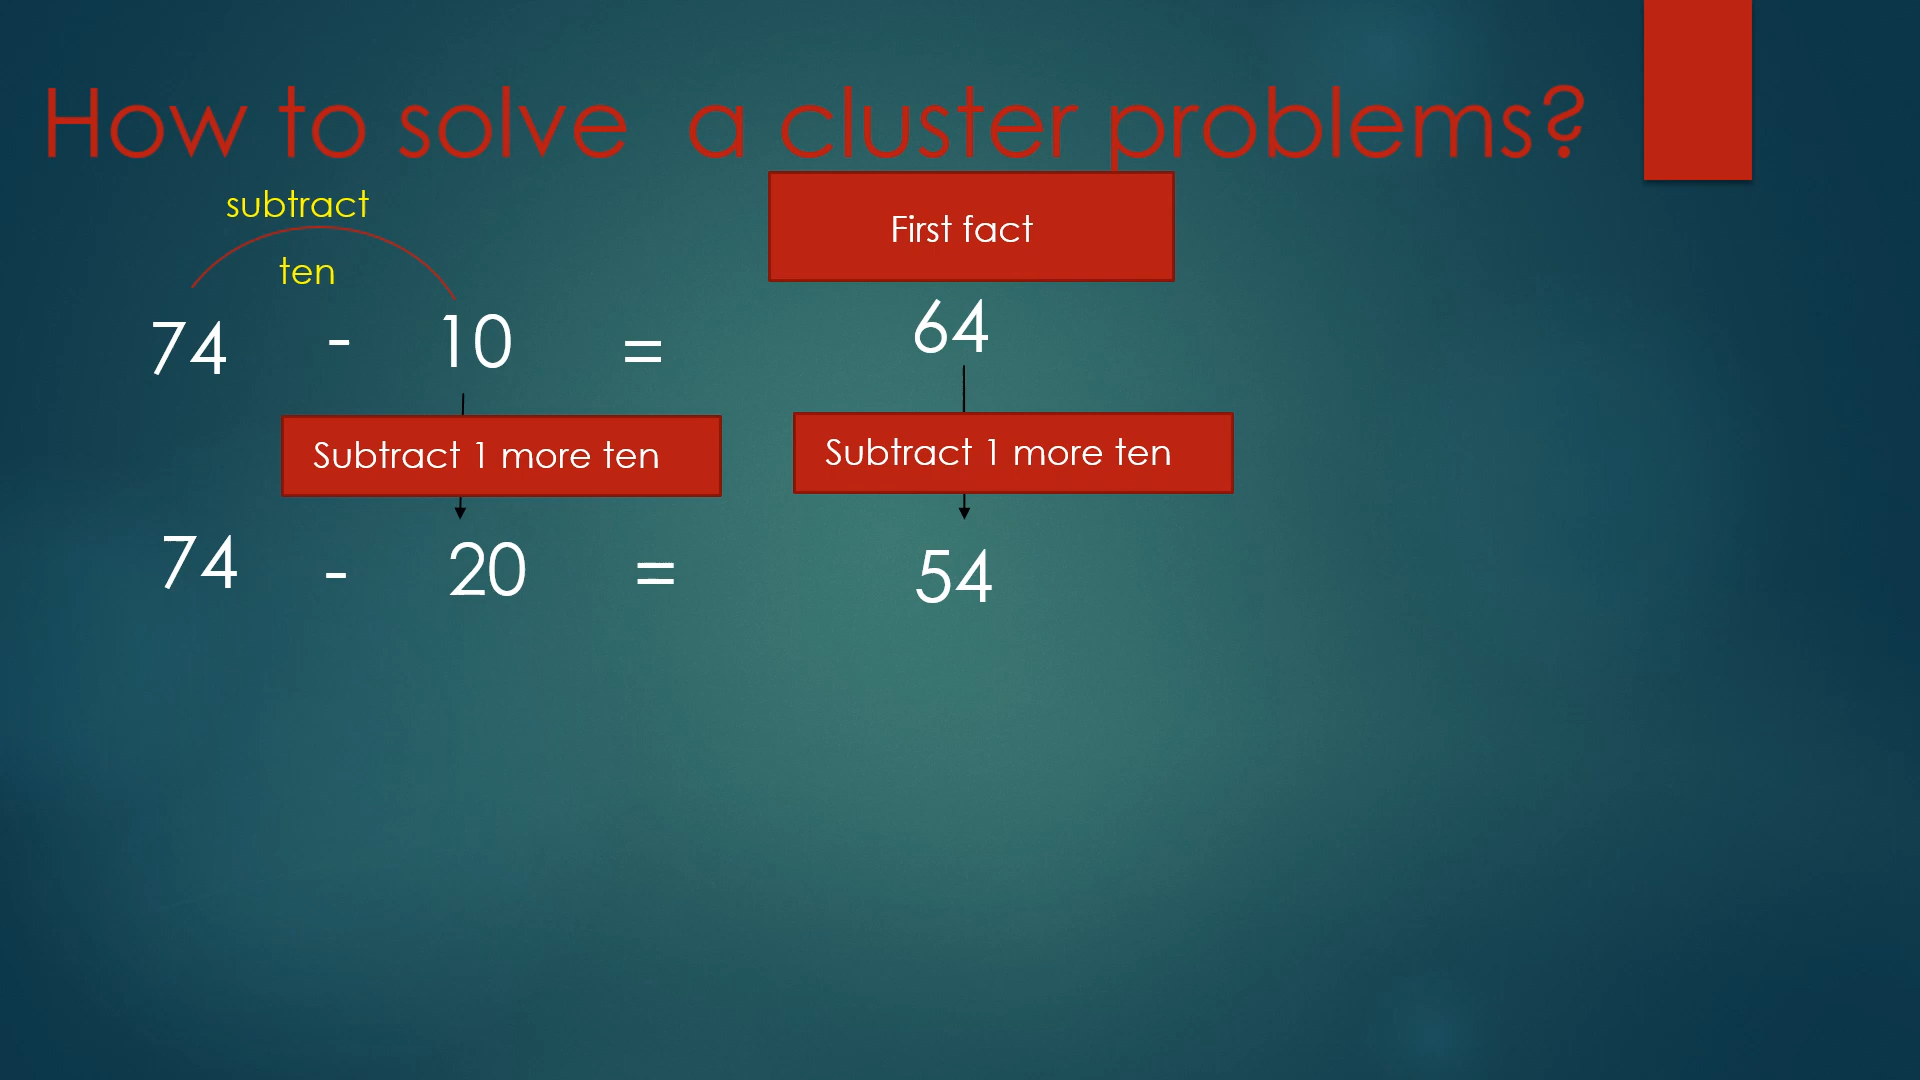 How to solve  a cluster problems?
subtract
ten
First fact
74 - 10 = 64
Subtract 1 more ten
Subtract 1 more ten
74 - 20 = 54